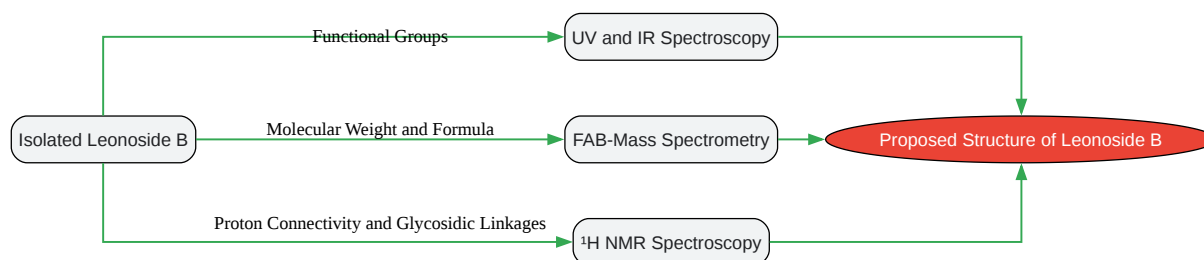 Functional Groups
UV and IR Spectroscopy
Isolated Leonoside B
Molecular Weight and Formula
FAB-Mass Spectrometry
Proposed Structure of Leonoside B
Proton Connectivity and Glycosidic Linkages
¹H NMR Spectroscopy